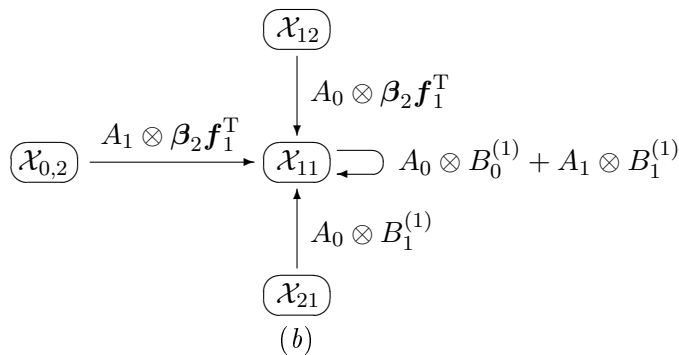 𝒳₁₂
A₀ ⊗ 𝜷₂𝒇₁ᵀ
A₁ ⊗ 𝜷₂𝒇₁ᵀ
𝒳₀,₂
𝒳₁₁
A₀ ⊗ B₀⁽¹⁾ + A₁ ⊗ B₁⁽¹⁾
A₀ ⊗ B₁⁽¹⁾
𝒳₂₁
(b)